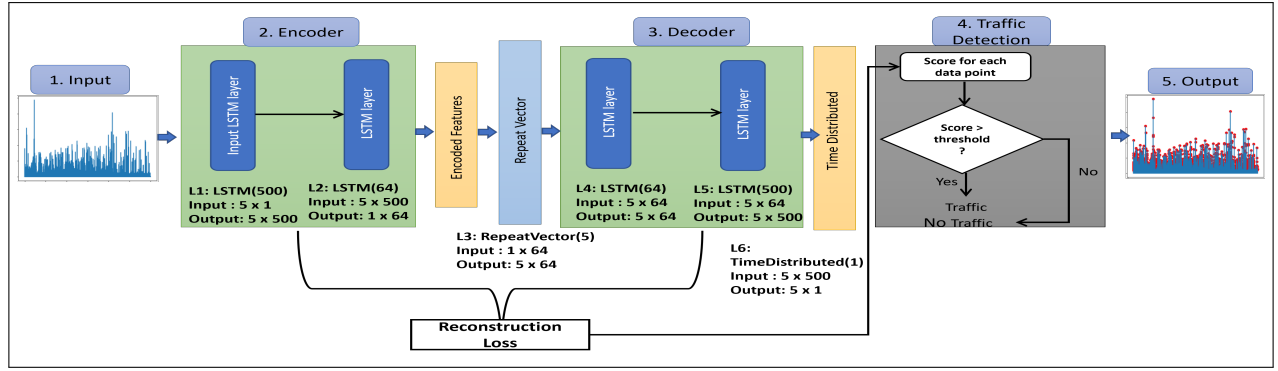 1. Input
2. Encoder
Input LSTM layer
LSTM layer
L1: LSTM(500)
Input : 5 x 1
Output: 5 x 500
L2: LSTM(64)
Input : 5 x 500
Output: 1 x 64
Encoded Features
Repeat Vector
L3: RepeatVector(5)
Input : 1 x 64
Output: 5 x 64
3. Decoder
LSTM layer
LSTM layer
L4: LSTM(64)
Input : 5 x 64
Output: 5 x 64
L5: LSTM(500)
Input : 5 x 64
Output: 5 x 500
Time Distributed
L6:
TimeDistributed(1)
Input : 5 x 500
Output: 5 x 1
Reconstruction
Loss
4. Traffic
Detection
Score for each
data point
Score >
threshold
?
Yes
No
Traffic
No Traffic
5. Output